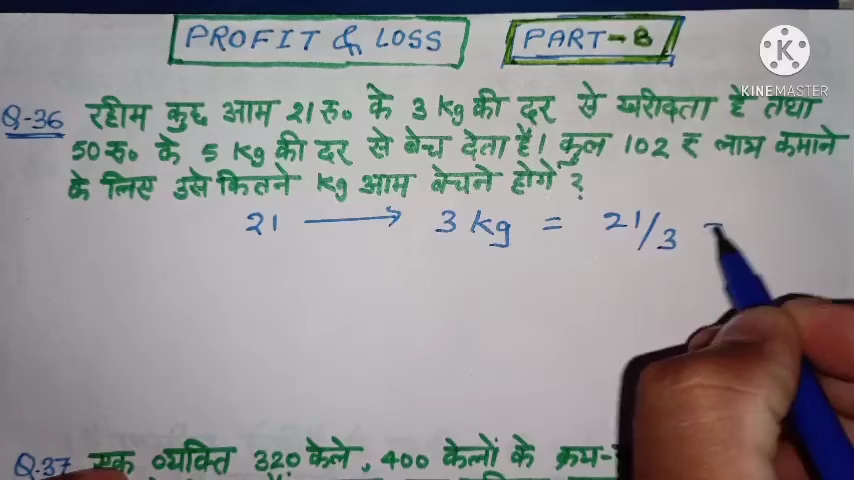 PROFIT & LOSS PART-B
K
KINEMASTER
Q-36 रहीम कुछ आम 21 रु० के 3 Kg की दर से खरीदता है तथा
50 रु० के 5 Kg की दर से बेच देता है। कुल 102 ₹ लाभ कमाने
के लिए उसे कितने Kg आम बेचने होगें ?
21 → 3 Kg = 21/3
Q.37 एक व्यक्ति 320 केले, 400 केलों के क्रय-